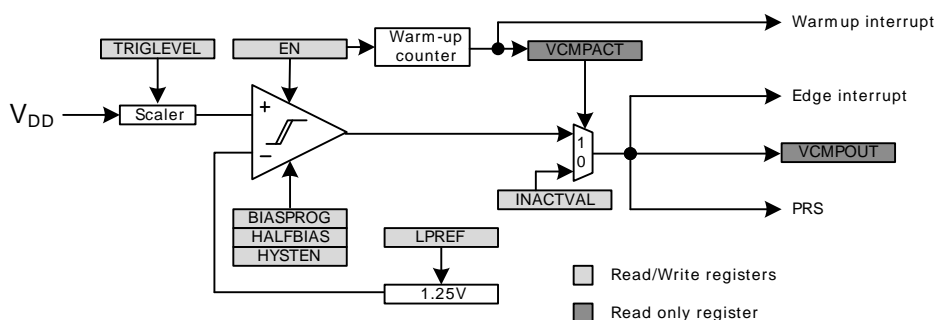 Warmup interrupt
TRIGLEVEL
EN
Warm-up
counter
VCMPACT
Edge interrupt
VDD
Scaler
+
1
0
−
VCMPOUT
INACTVAL
PRS
BIASPROG
HALFBIAS
HYSTEN
LPREF
1.25V
Read/Write registers
Read only register